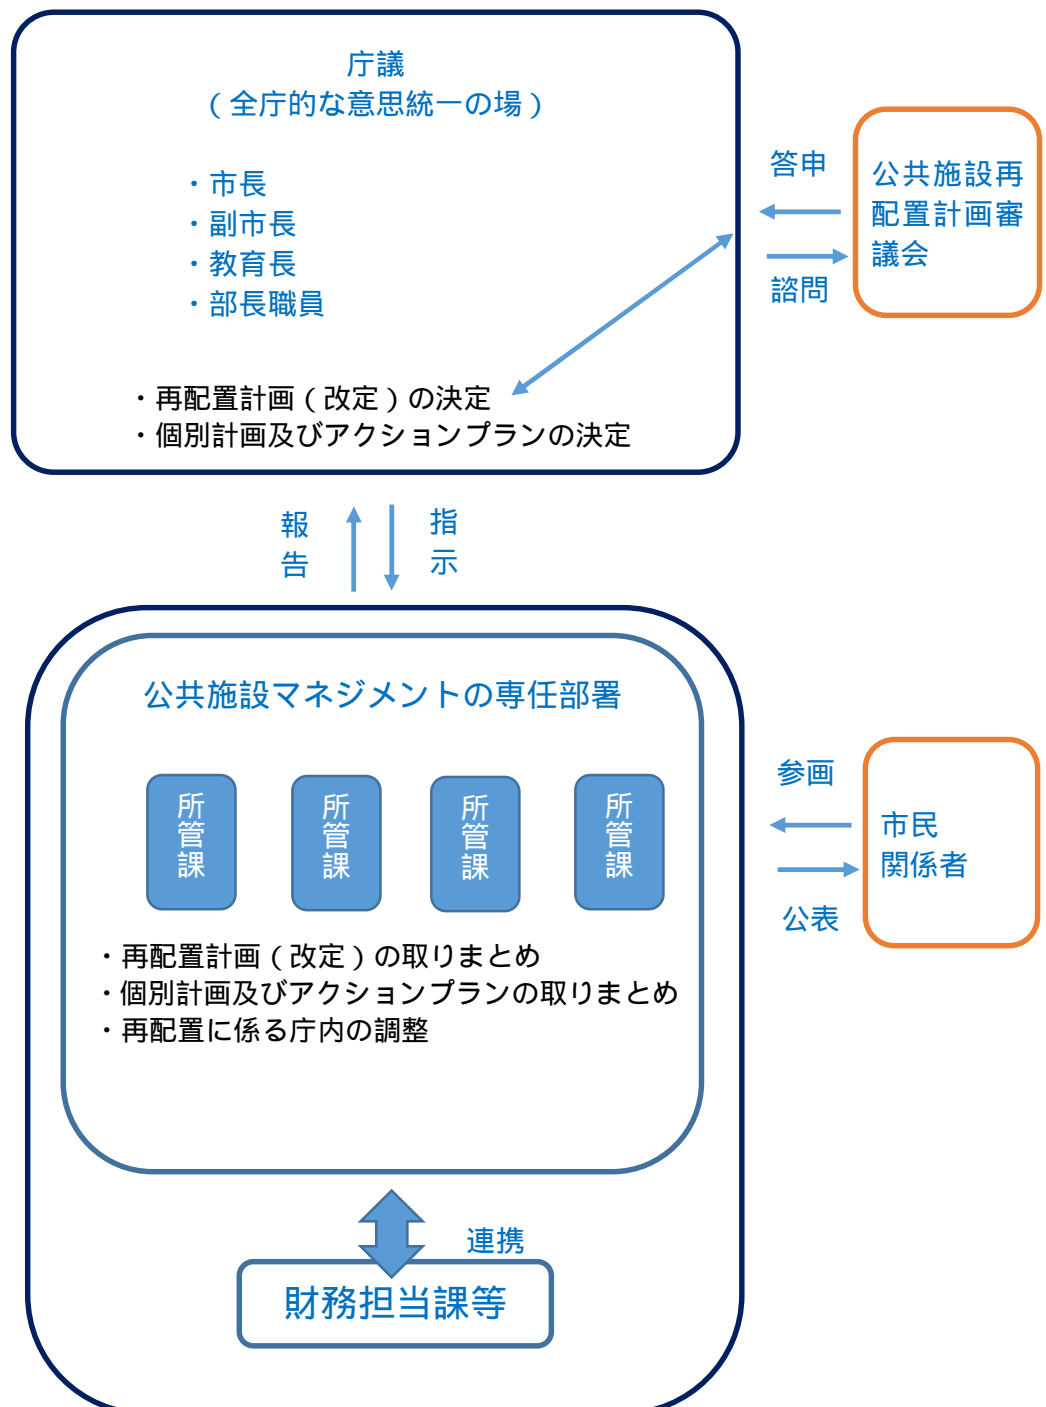 庁議
（全庁的な意思統一の場）
・市長
・副市長
・教育長
・部長職員
・再配置計画（改定）の決定
・個別計画及びアクションプランの決定
答申
諮問
公共施設再
配置計画審
議会
報告
指示
公共施設マネジメントの専任部署
所管課
所管課
所管課
所管課
・再配置計画（改定）の取りまとめ
・個別計画及びアクションプランの取りまとめ
・再配置に係る庁内の調整
参画
公表
市民
関係者
連携
財務担当課等